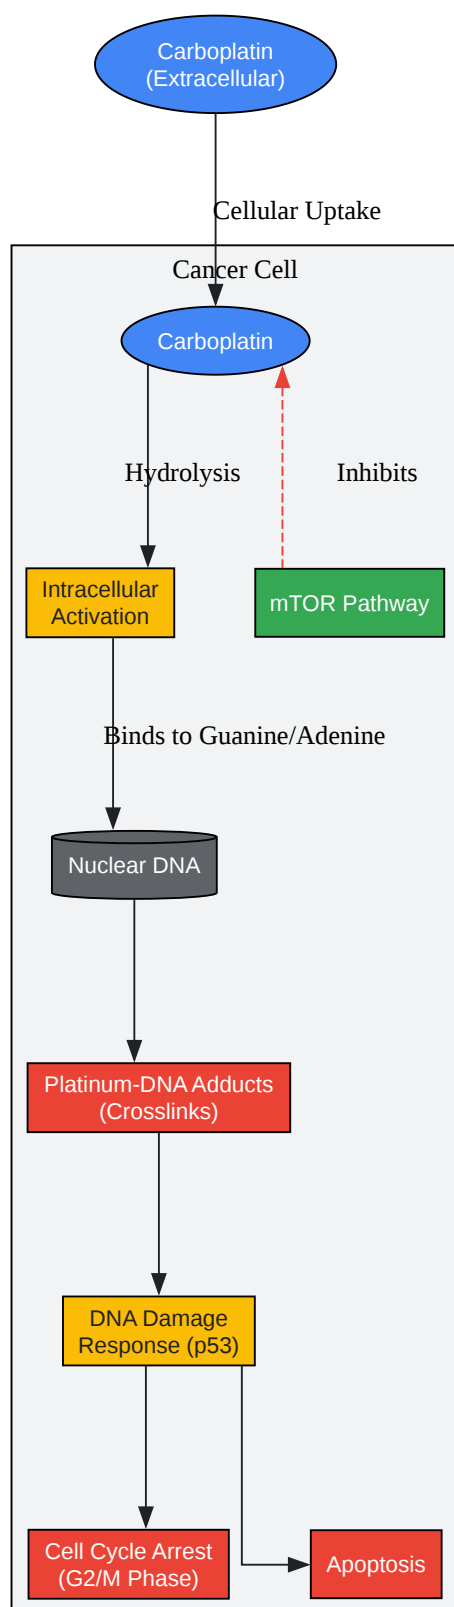 Carboplatin
(Extracellular)
Cellular Uptake
Cancer Cell
Carboplatin
Hydrolysis
Inhibits
Intracellular
Activation
mTOR Pathway
Binds to Guanine/Adenine
Nuclear DNA
Platinum-DNA Adducts
(Crosslinks)
DNA Damage
Response (p53)
Cell Cycle Arrest
(G2/M Phase)
Apoptosis